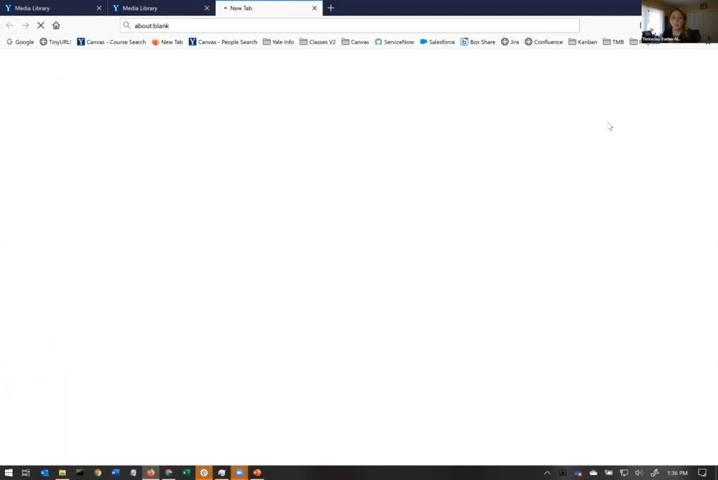 Media Library
Media Library
New Tab
about:blank
Google TinyURL! Canvas - Course Search New Tab Canvas - People Search Yale Info Classes V2 Canvas ServiceNow Salesforce Box Share Jira Confluence Kanban TMB
1:36 PM